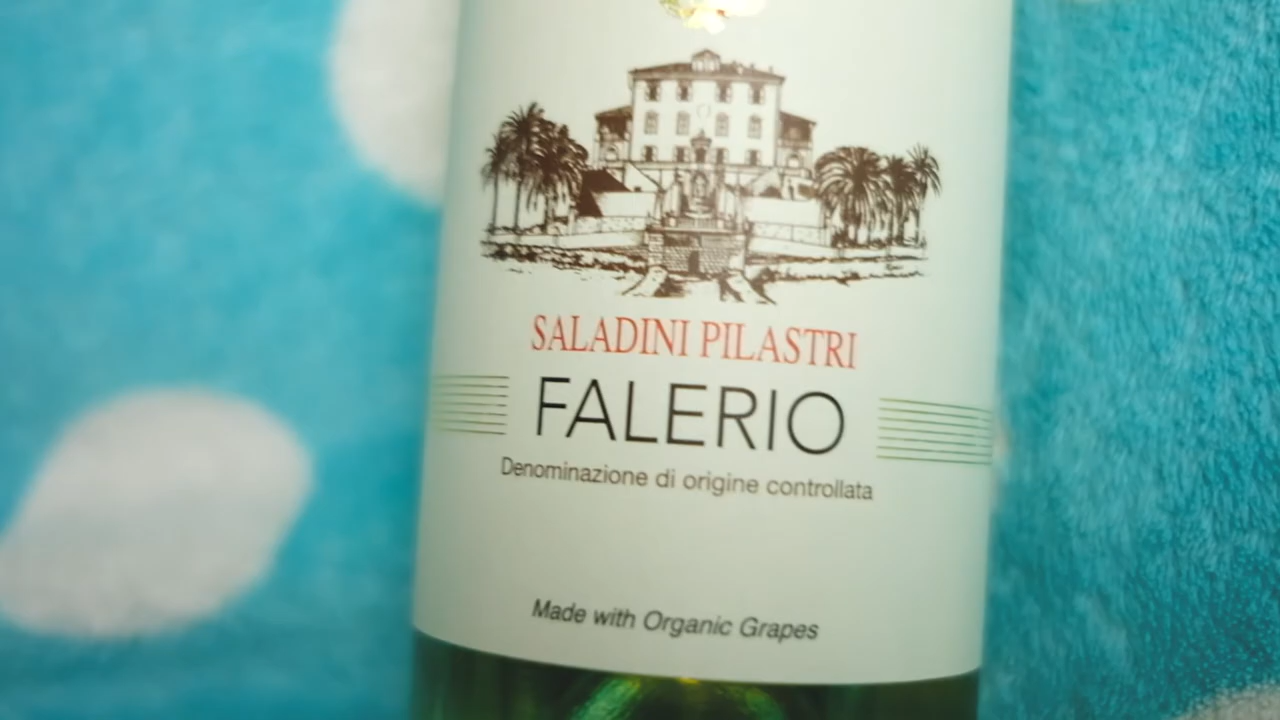 SALADINI PILASTRI
FALERIO
Denominazione di origine controllata
Made with Organic Grapes